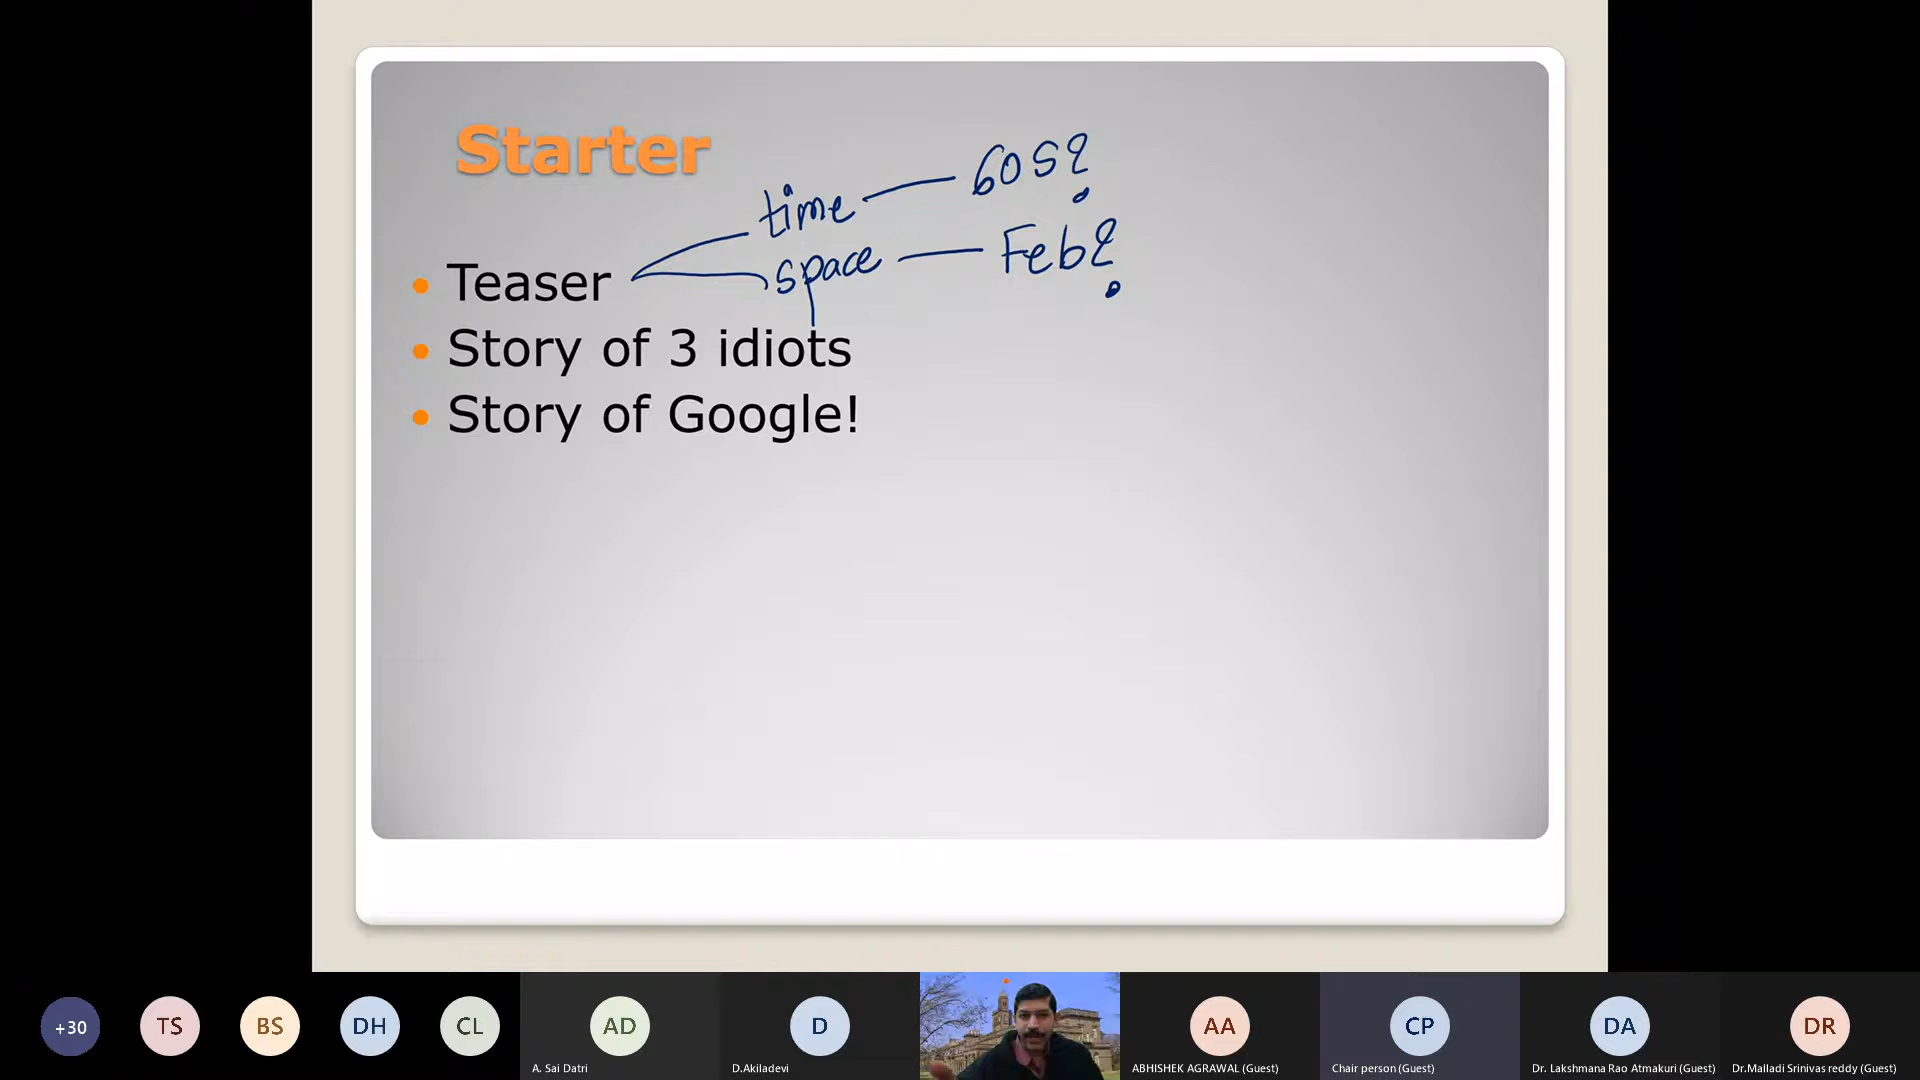 Starter
time — 60S?
Teaser space — Feb?
Story of 3 idiots
Story of Google!
+30 TS BS DH CL AD D AA CP DA DR
A. Sai Datri D.Akiladevi ABHISHEK AGRAWAL (Guest) Chair person (Guest) Dr. Lakshmana Rao Atmakuri (Guest) Dr.Malladi Srinivas reddy (Guest)